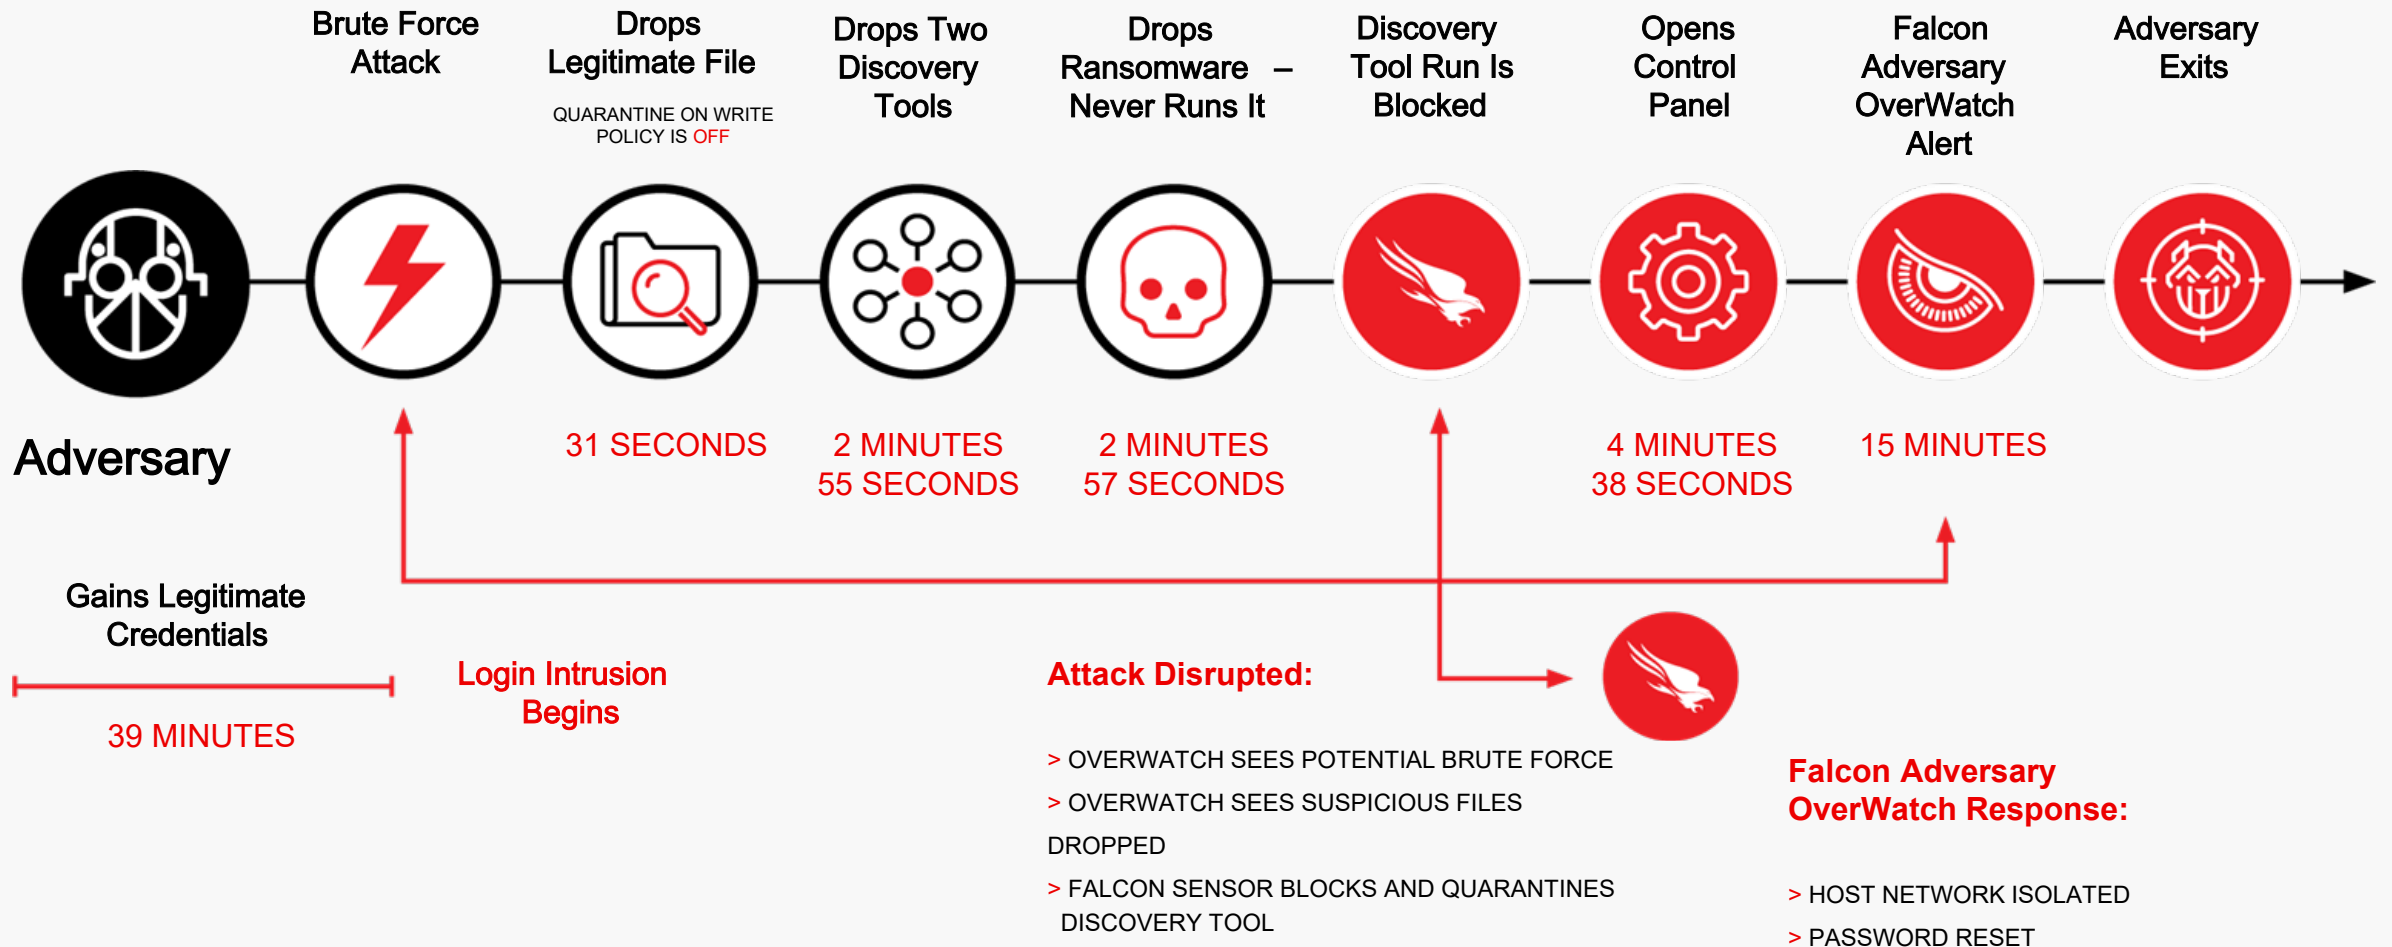 Brute Force
Attack
Drops
Legitimate File
QUARANTINE ON WRITE
POLICY IS OFF
Drops Two
Discovery
Tools
Drops
Ransomware –
Never Runs It
Discovery
Tool Run Is
Blocked
Opens
Control
Panel
Falcon
Adversary
OverWatch
Alert
Adversary
Exits
Adversary
31 SECONDS
2 MINUTES
55 SECONDS
2 MINUTES
57 SECONDS
4 MINUTES
38 SECONDS
15 MINUTES
Gains Legitimate
Credentials
39 MINUTES
Login Intrusion
Begins
Attack Disrupted:
> OVERWATCH SEES POTENTIAL BRUTE FORCE
> OVERWATCH SEES SUSPICIOUS FILES
DROPPED
> FALCON SENSOR BLOCKS AND QUARANTINES
DISCOVERY TOOL
Falcon Adversary
OverWatch Response:
> HOST NETWORK ISOLATED
> PASSWORD RESET